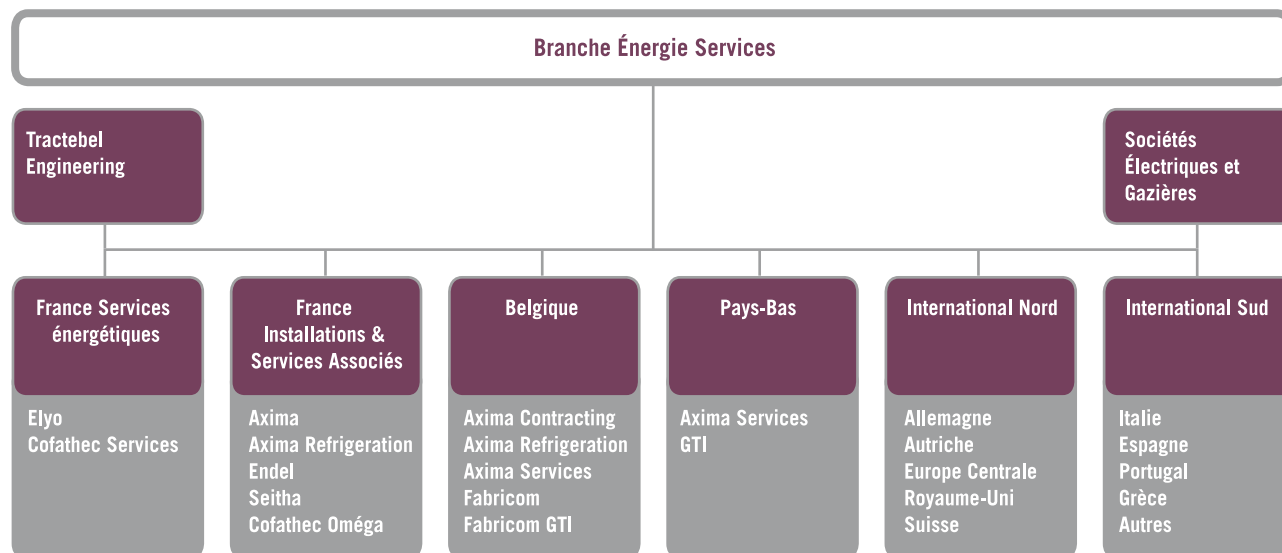 Branche Énergie Services
Tractebel
Engineering
Sociétés
Électriques et
Gazières
France Services
énergétiques
Elyo
Cofathec Services
France
Installations &
Services Associés
Axima
Axima Refrigeration
Endel
Seitha
Cofathec Oméga
Belgique
Axima Contracting
Axima Refrigeration
Axima Services
Fabricom
Fabricom GTI
Pays-Bas
Axima Services
GTI
International Nord
Allemagne
Autriche
Europe Centrale
Royaume-Uni
Suisse
International Sud
Italie
Espagne
Portugal
Grèce
Autres